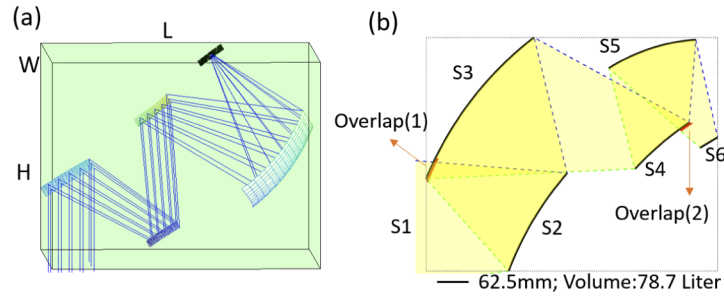 (a)
L
W
H
(b)
S5
S3
Overlap(1)
S6
S4
S1
S2
Overlap(2)
62.5mm; Volume:78.7 Liter